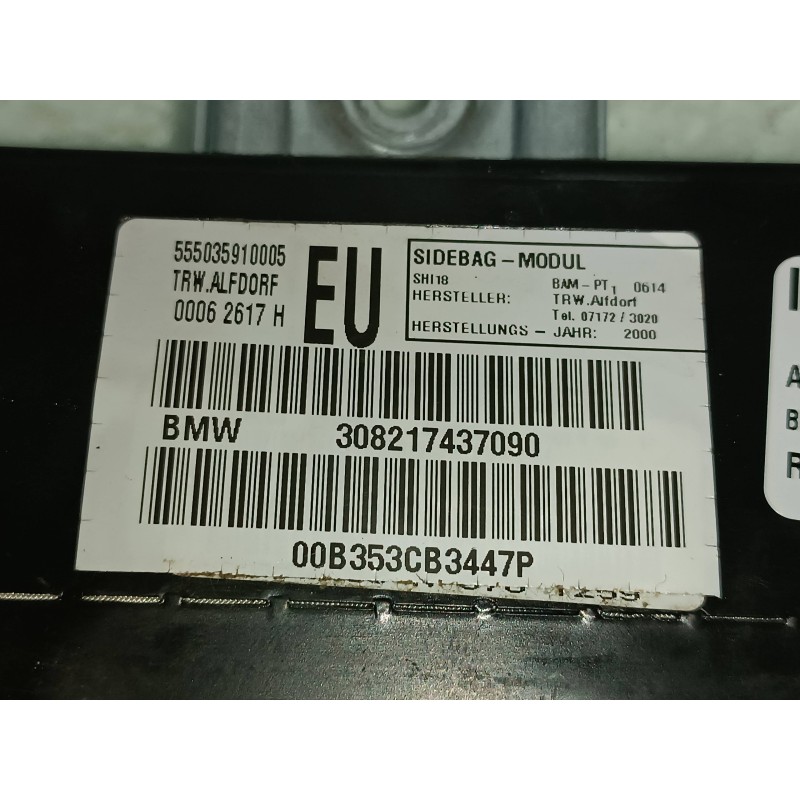 555035910005
TRW.ALFDORF
0006 2617 H
EU
SIDEBAG-MODUL
SHI18 BAM-PT1 0614
HERSTELLER: TRW.Alfdorf
Tel. 07172/3020
HERSTELLUNGS-JAHR: 2000
BMW 308217437090
00B353CB3447P
A
B
R